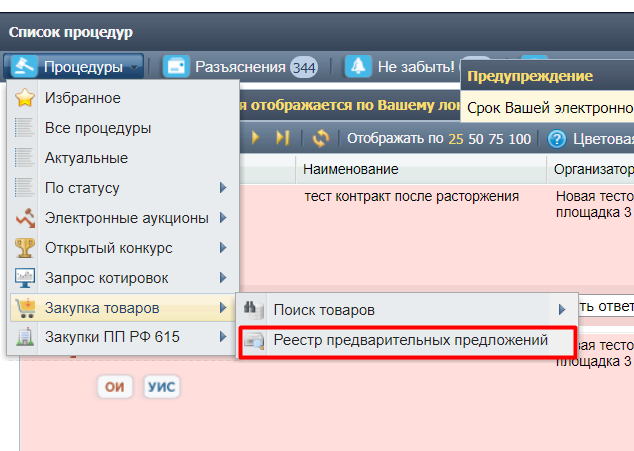 Список процедур
Процедуры
Разъяснения 344
Не забыть!
Предупреждение
Срок Вашей электронно
я отображается по Вашему
Отображать по 25 50 75 100
Наименование
Организатор
тест контракт после расторжения
Новая тесто
площадка 3
Избранное
Все процедуры
Актуальные
По статусу
Электронные аукционы
Открытый конкурс
Запрос котировок
Закупка товаров
Закупки ПП РФ 615
Поиск товаров
Реестр предварительных предложений
ть ответ
ая тесто
площадка 3
ОИ
УИС